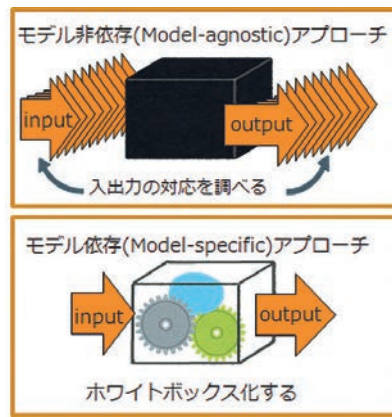 モデル非依存(Model-agnostic)アプローチ
input
output
入出力の対応を調べる
モデル依存(Model-specific)アプローチ
input
output
ホワイトボックス化する